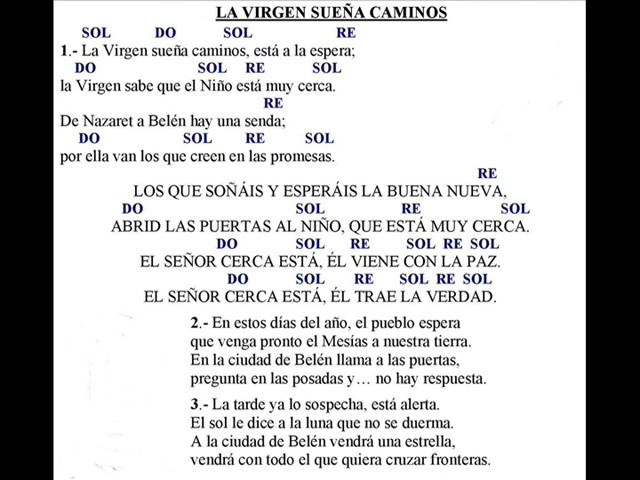 LA VIRGEN SUEÑA CAMINOS
SOL DO SOL RE
1.- La Virgen sueña caminos, está a la espera;
DO SOL RE SOL
la Virgen sabe que el Niño está muy cerca.
RE
De Nazaret a Belén hay una senda;
DO SOL RE SOL
por ella van los que creen en las promesas.
RE
LOS QUE SOÑÁIS Y ESPERÁIS LA BUENA NUEVA,
DO SOL RE SOL
ABRID LAS PUERTAS AL NIÑO, QUE ESTÁ MUY CERCA.
DO SOL RE SOL RE SOL
EL SEÑOR CERCA ESTÁ, ÉL VIENE CON LA PAZ.
DO SOL RE SOL RE SOL
EL SEÑOR CERCA ESTÁ, ÉL TRAE LA VERDAD.
2.- En estos días del año, el pueblo espera
que venga pronto el Mesías a nuestra tierra.
En la ciudad de Belén llama a las puertas,
pregunta en las posadas y… no hay respuesta.
3.- La tarde ya lo sospecha, está alerta.
El sol le dice a la luna que no se duerma.
A la ciudad de Belén vendrá una estrella,
vendrá con todo el que quiera cruzar fronteras.